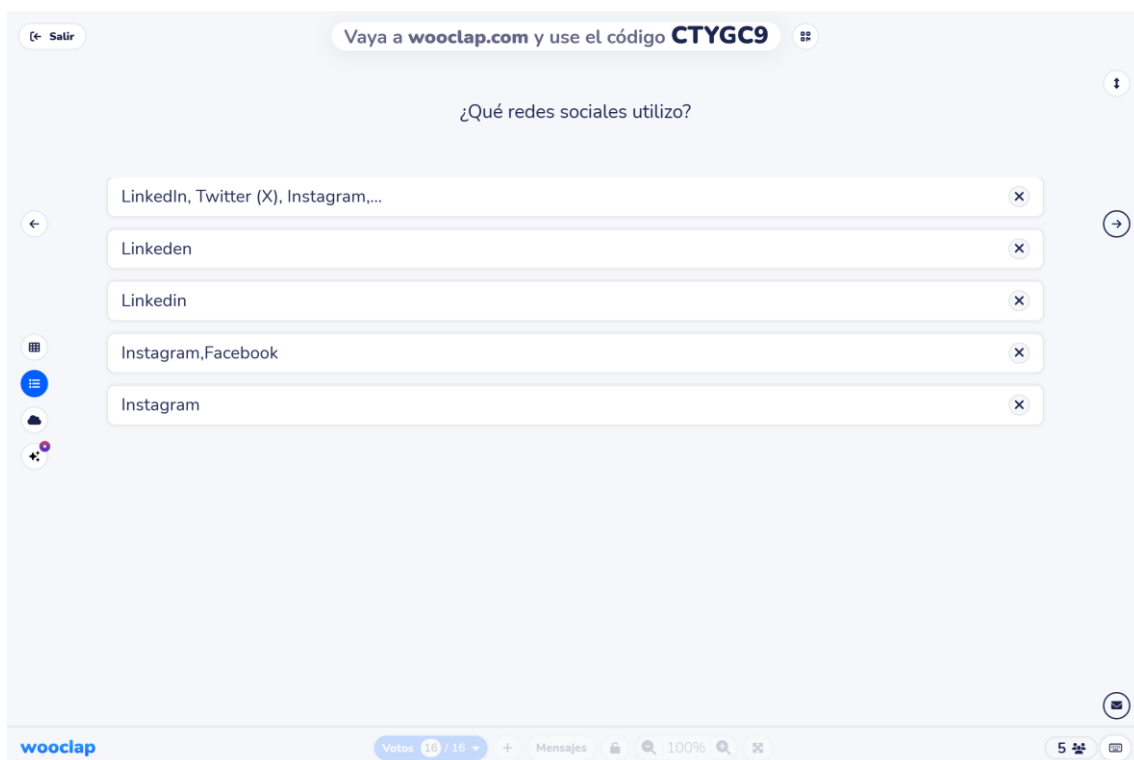 Salir
Vaya a wooclap.com y use el código CTYGC9
¿Qué redes sociales utilizo?
LinkedIn, Twitter (X), Instagram,...
Linkeden
Linkedin
Instagram,Facebook
Instagram
wooclap
Votos 16 / 16
Mensajes
100%
5